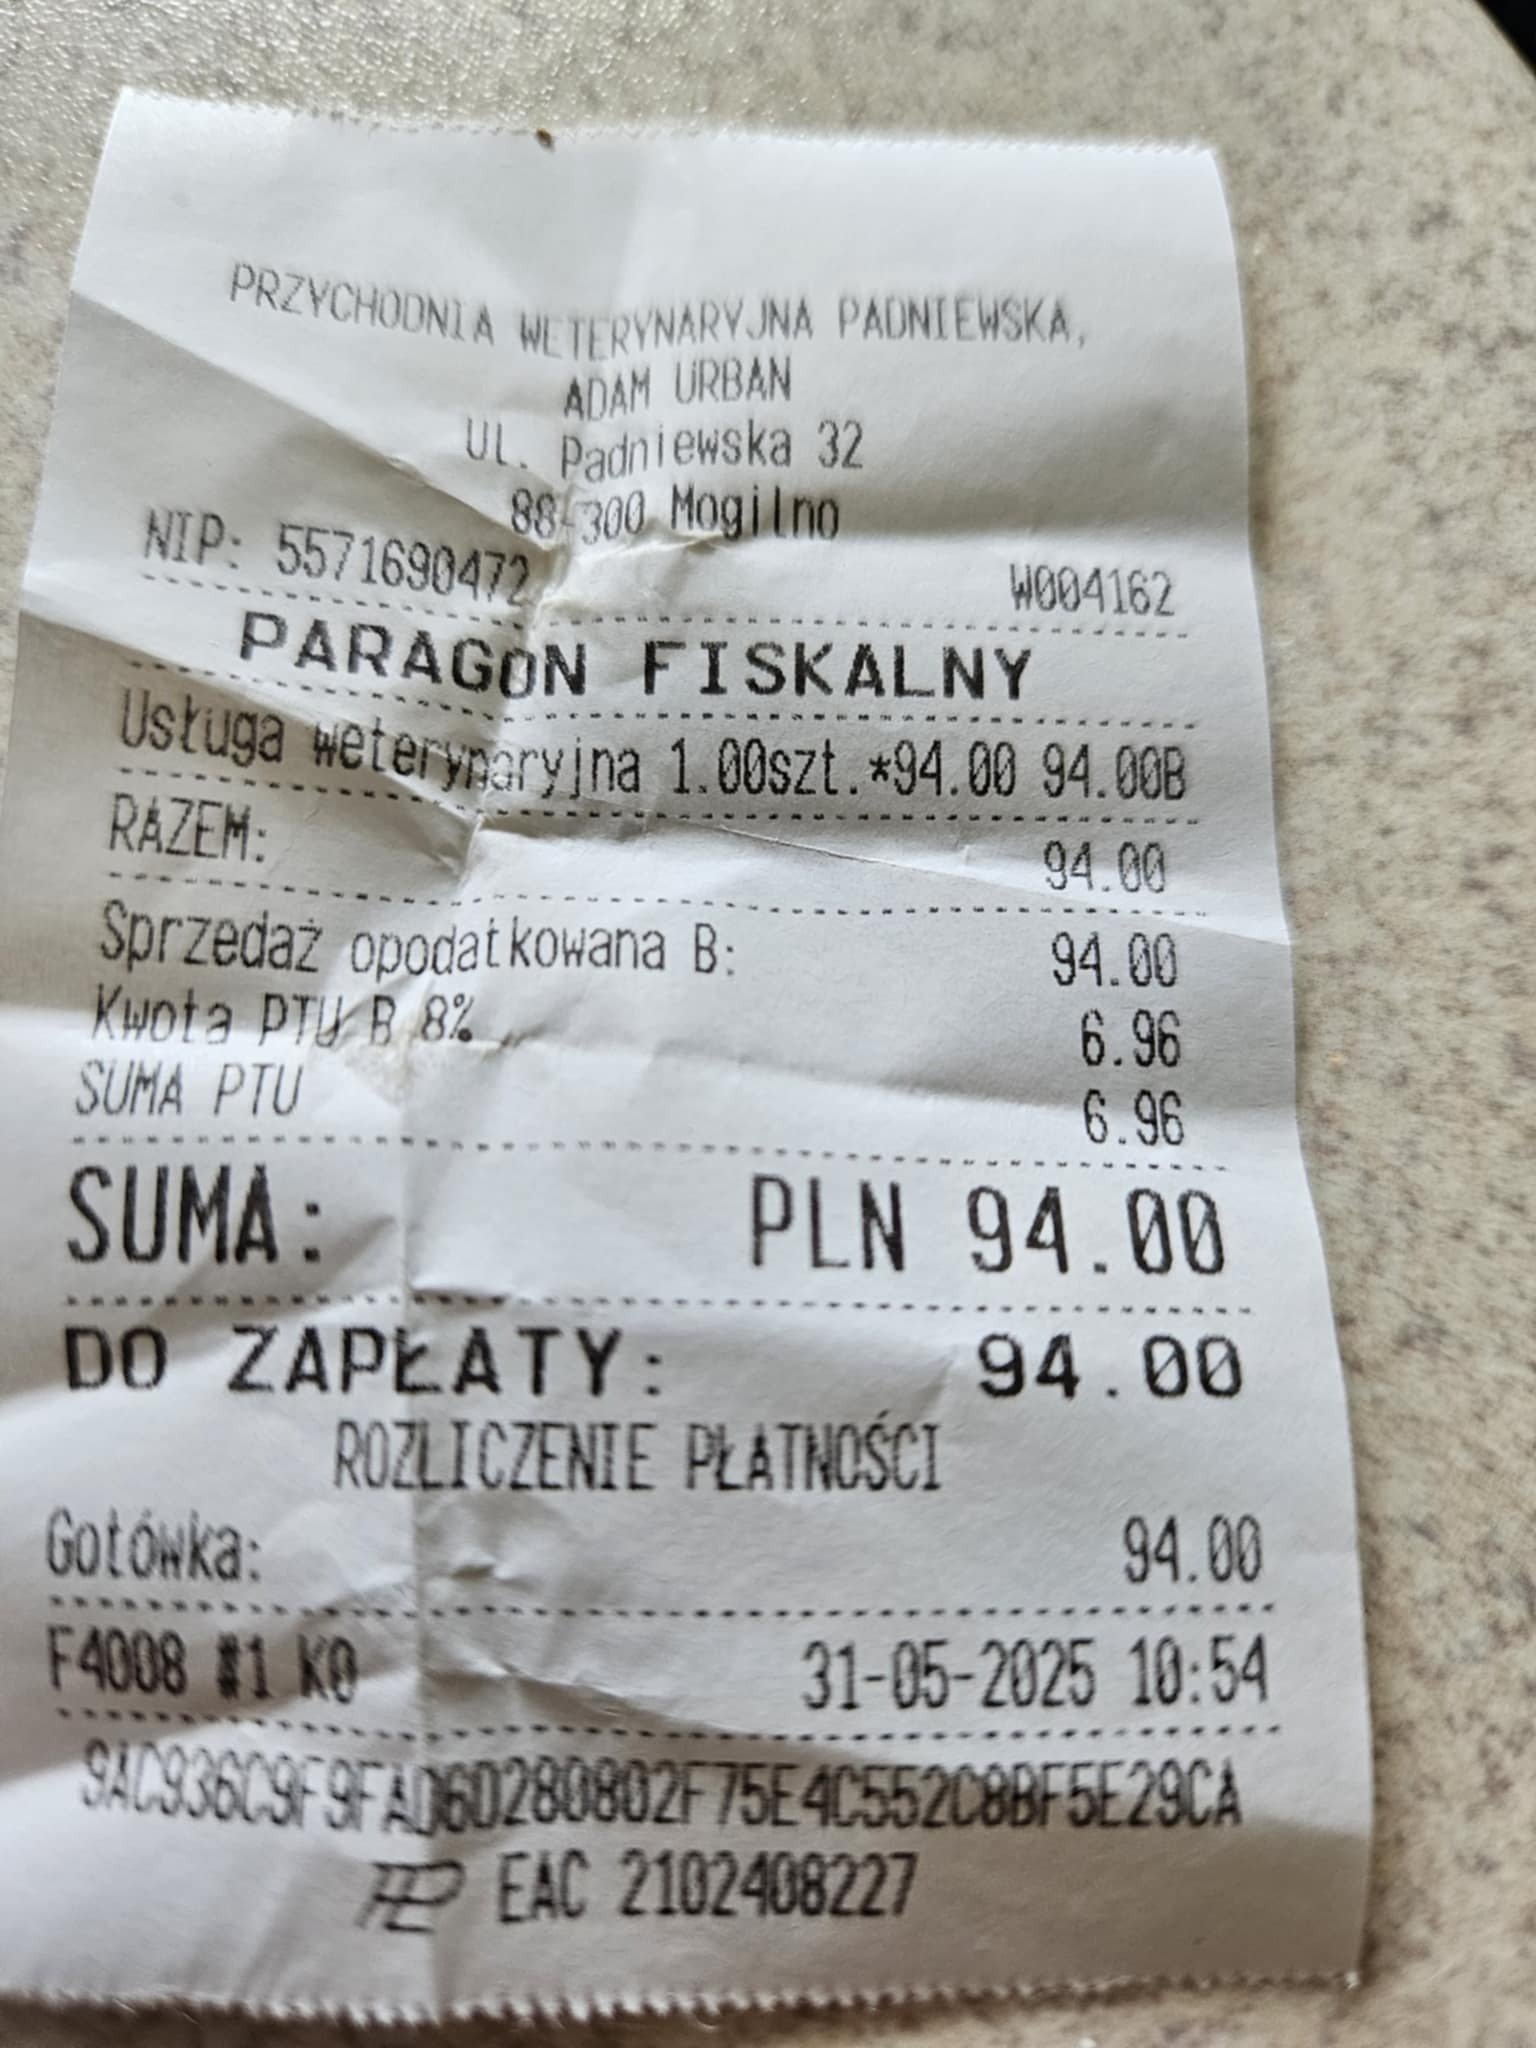 PRZYCHODNIA WETERYNARYJNA PADNIEWSKA,
ADAM URBAN
Ul. Padniewska 32
88-300 Mogilno
NIP: 5571690472 W004162
PARAGON FISKALNY
Usługa weterynaryjna 1.00szt.*94.00 94.00B
RAZEM: 94.00
Sprzedaż opodatkowana B: 94.00
Kwota PTU B 8% 6.96
SUMA PTU 6.96
SUMA: PLN 94.00
DO ZAPŁATY: 94.00
ROZLICZENIE PŁATNOŚCI
Gotówka: 94.00
F4008 #1 K0 31-05-2025 10:54
9AC936C9F9FAD6D280802F75E4C552C8BF5E29CA
EAC 2102408227